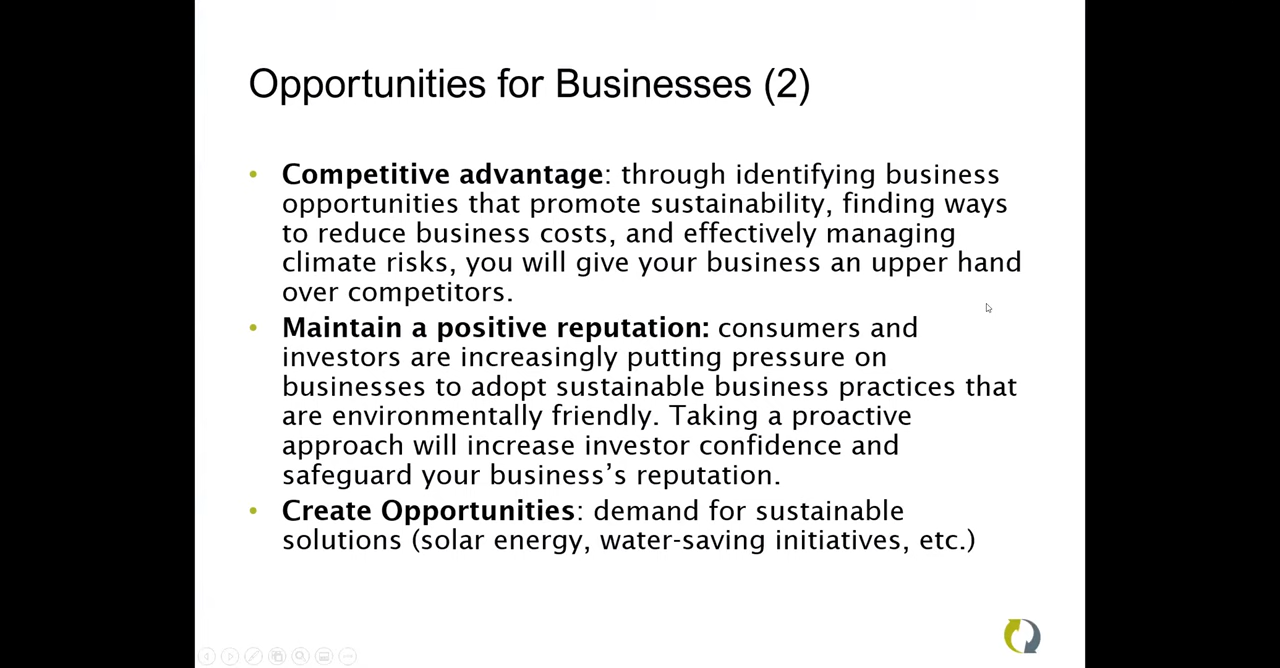 Opportunities for Businesses (2)
• Competitive advantage: through identifying business
opportunities that promote sustainability, finding ways
to reduce business costs, and effectively managing
climate risks, you will give your business an upper hand
over competitors.
• Maintain a positive reputation: consumers and
investors are increasingly putting pressure on
businesses to adopt sustainable business practices that
are environmentally friendly. Taking a proactive
approach will increase investor confidence and
safeguard your business’s reputation.
• Create Opportunities: demand for sustainable
solutions (solar energy, water-saving initiatives, etc.)